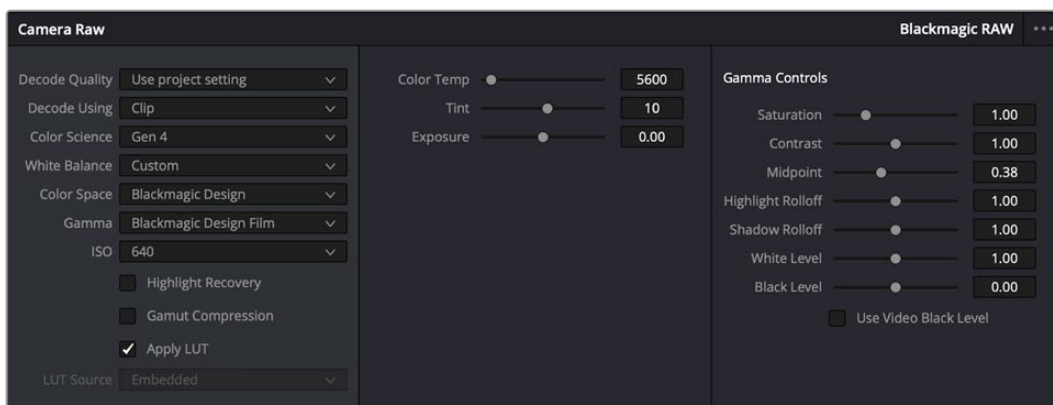 Camera Raw
Blackmagic RAW
Decode Quality Use project setting
Decode Using Clip
Color Science Gen 4
White Balance Custom
Color Space Blackmagic Design
Gamma Blackmagic Design Film
ISO 640
Highlight Recovery
Gamut Compression
Apply LUT
LUT Source Embedded
Color Temp 5600
Tint 10
Exposure 0.00
Gamma Controls
Saturation 1.00
Contrast 1.00
Midpoint 0.38
Highlight Rolloff 1.00
Shadow Rolloff 1.00
White Level 1.00
Black Level 0.00
Use Video Black Level